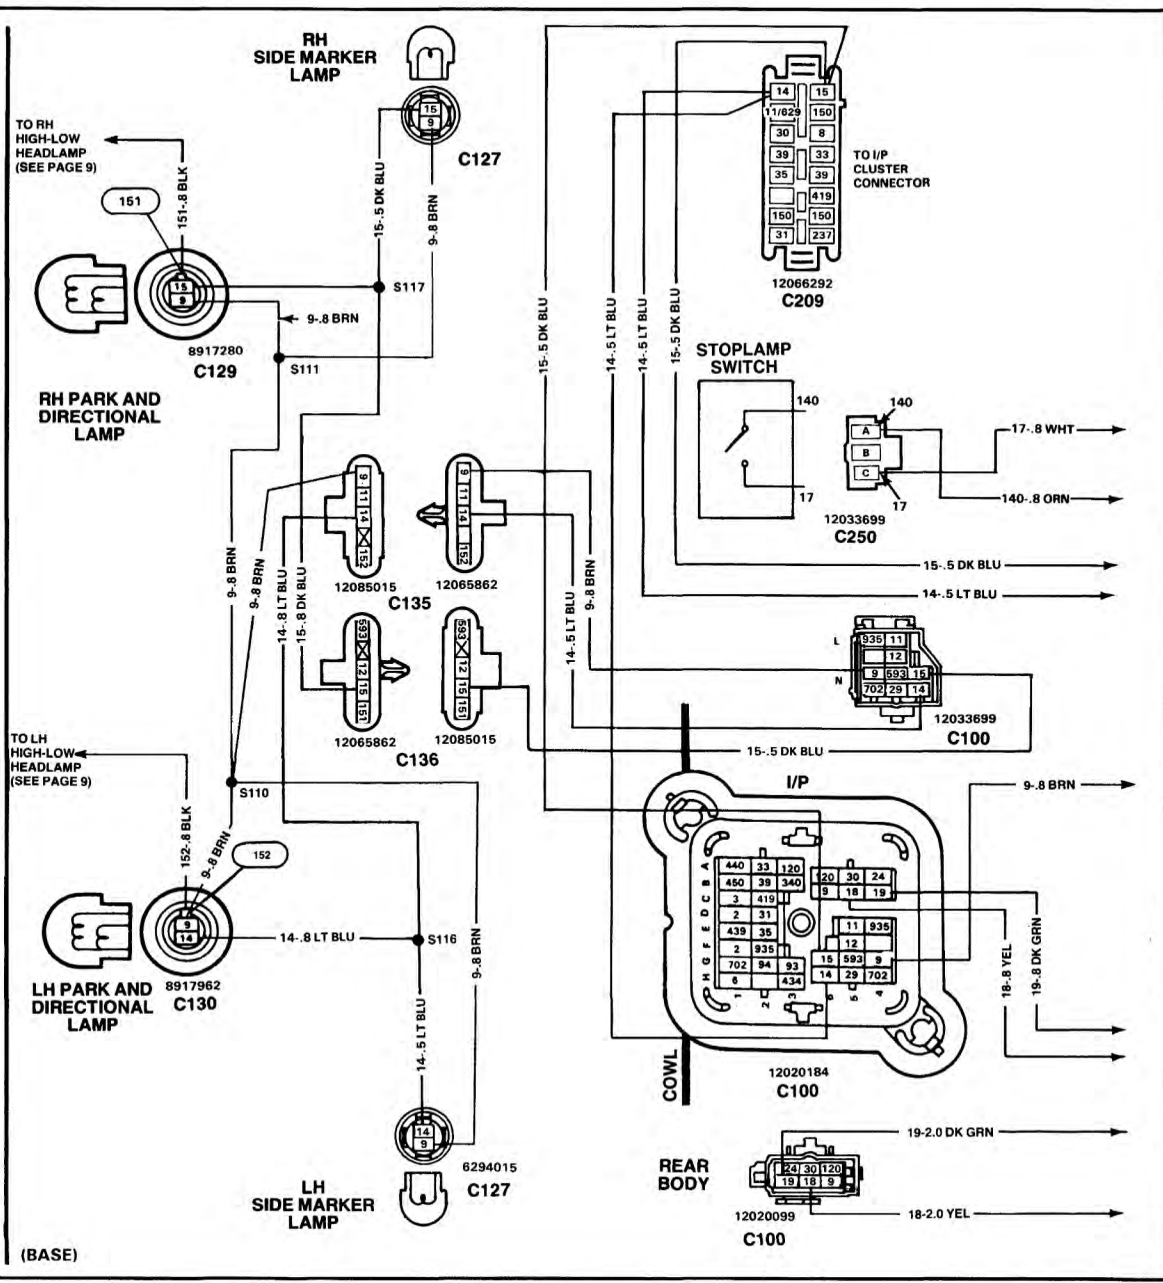 RH
SIDE MARKER
LAMP
15
9
C127
TO RH
HIGH-LOW
HEADLAMP
(SEE PAGE 9)
151
151-.8 BLK
15-.5 DK BLU
9-.8 BRN
15
9
S117
9-.8 BRN
8917280
C129
S111
RH PARK AND
DIRECTIONAL
LAMP
14 15
11/629 150
30 8
39 33
35 39
419
150 150
31 237
TO I/P
CLUSTER
CONNECTOR
12066292
C209
15-.5 DK BLU
14-.5 LT BLU
14-.5 LT BLU
15-.5 DK BLU
STOPLAMP
SWITCH
140
17
140
A
B
C
17
12033699
C250
17-.8 WHT
140-.8 ORN
15-.5 DK BLU
14-.5 LT BLU
9 11 14 152
12085015
9 11 14 152
12065862
C135
9-.8 BRN
9-.8 BRN
14-.8 LT BLU
15-.8 DK BLU
14-.5 LT BLU
9-.8 BRN
593 12 15 151
12065862
593 12 15 151
12085015
C136
L
N
935 11
12
9 593 15
702 29 14
12033699
C100
15-.5 DK BLU
TO LH
HIGH-LOW
HEADLAMP
(SEE PAGE 9)
S110
152-.8 BLK
9-.8 BRN
152
9
14
14-.8 LT BLU
S116
9-.8 BRN
8917962
C130
LH PARK AND
DIRECTIONAL
LAMP
14-.5 LT BLU
14
9
6294015
C127
LH
SIDE MARKER
LAMP
I/P
9-.8 BRN
A B C D E F G H
440 33 120
450 39 340
3 419
2 31
439 35
2 935
702 94 93
6 434
1 2 3
120 30 24
9 18 19
11 935
12
15 593 9
14 29 702
6 5 4
18-.8 YEL
19-.8 DK GRN
COWL
12020184
C100
19-2.0 DK GRN
REAR
BODY
24 30 120
19 18 9
12020099
C100
18-2.0 YEL
(BASE)